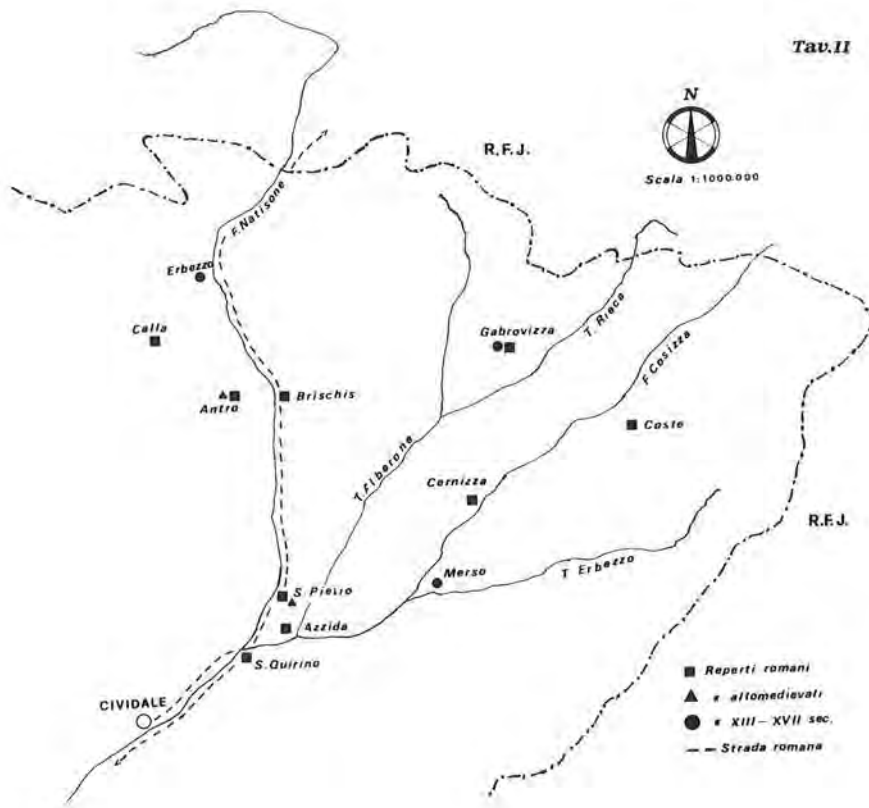 Tav.II
N
R.F.J.
Scala 1:1000.000
F. Natisone
Erbezzo
T. Rieca
Calla
Gabrovizza
F. Cosizza
Antro
Brischis
Coste
T. Alberone
Cernizza
R.F.J.
Merso
T Erbezzo
S. Pietro
Azzida
S. Quirino
Reperti romani
CIVIDALE
" altomedievali
" XIII – XVII sec.
Strada romana